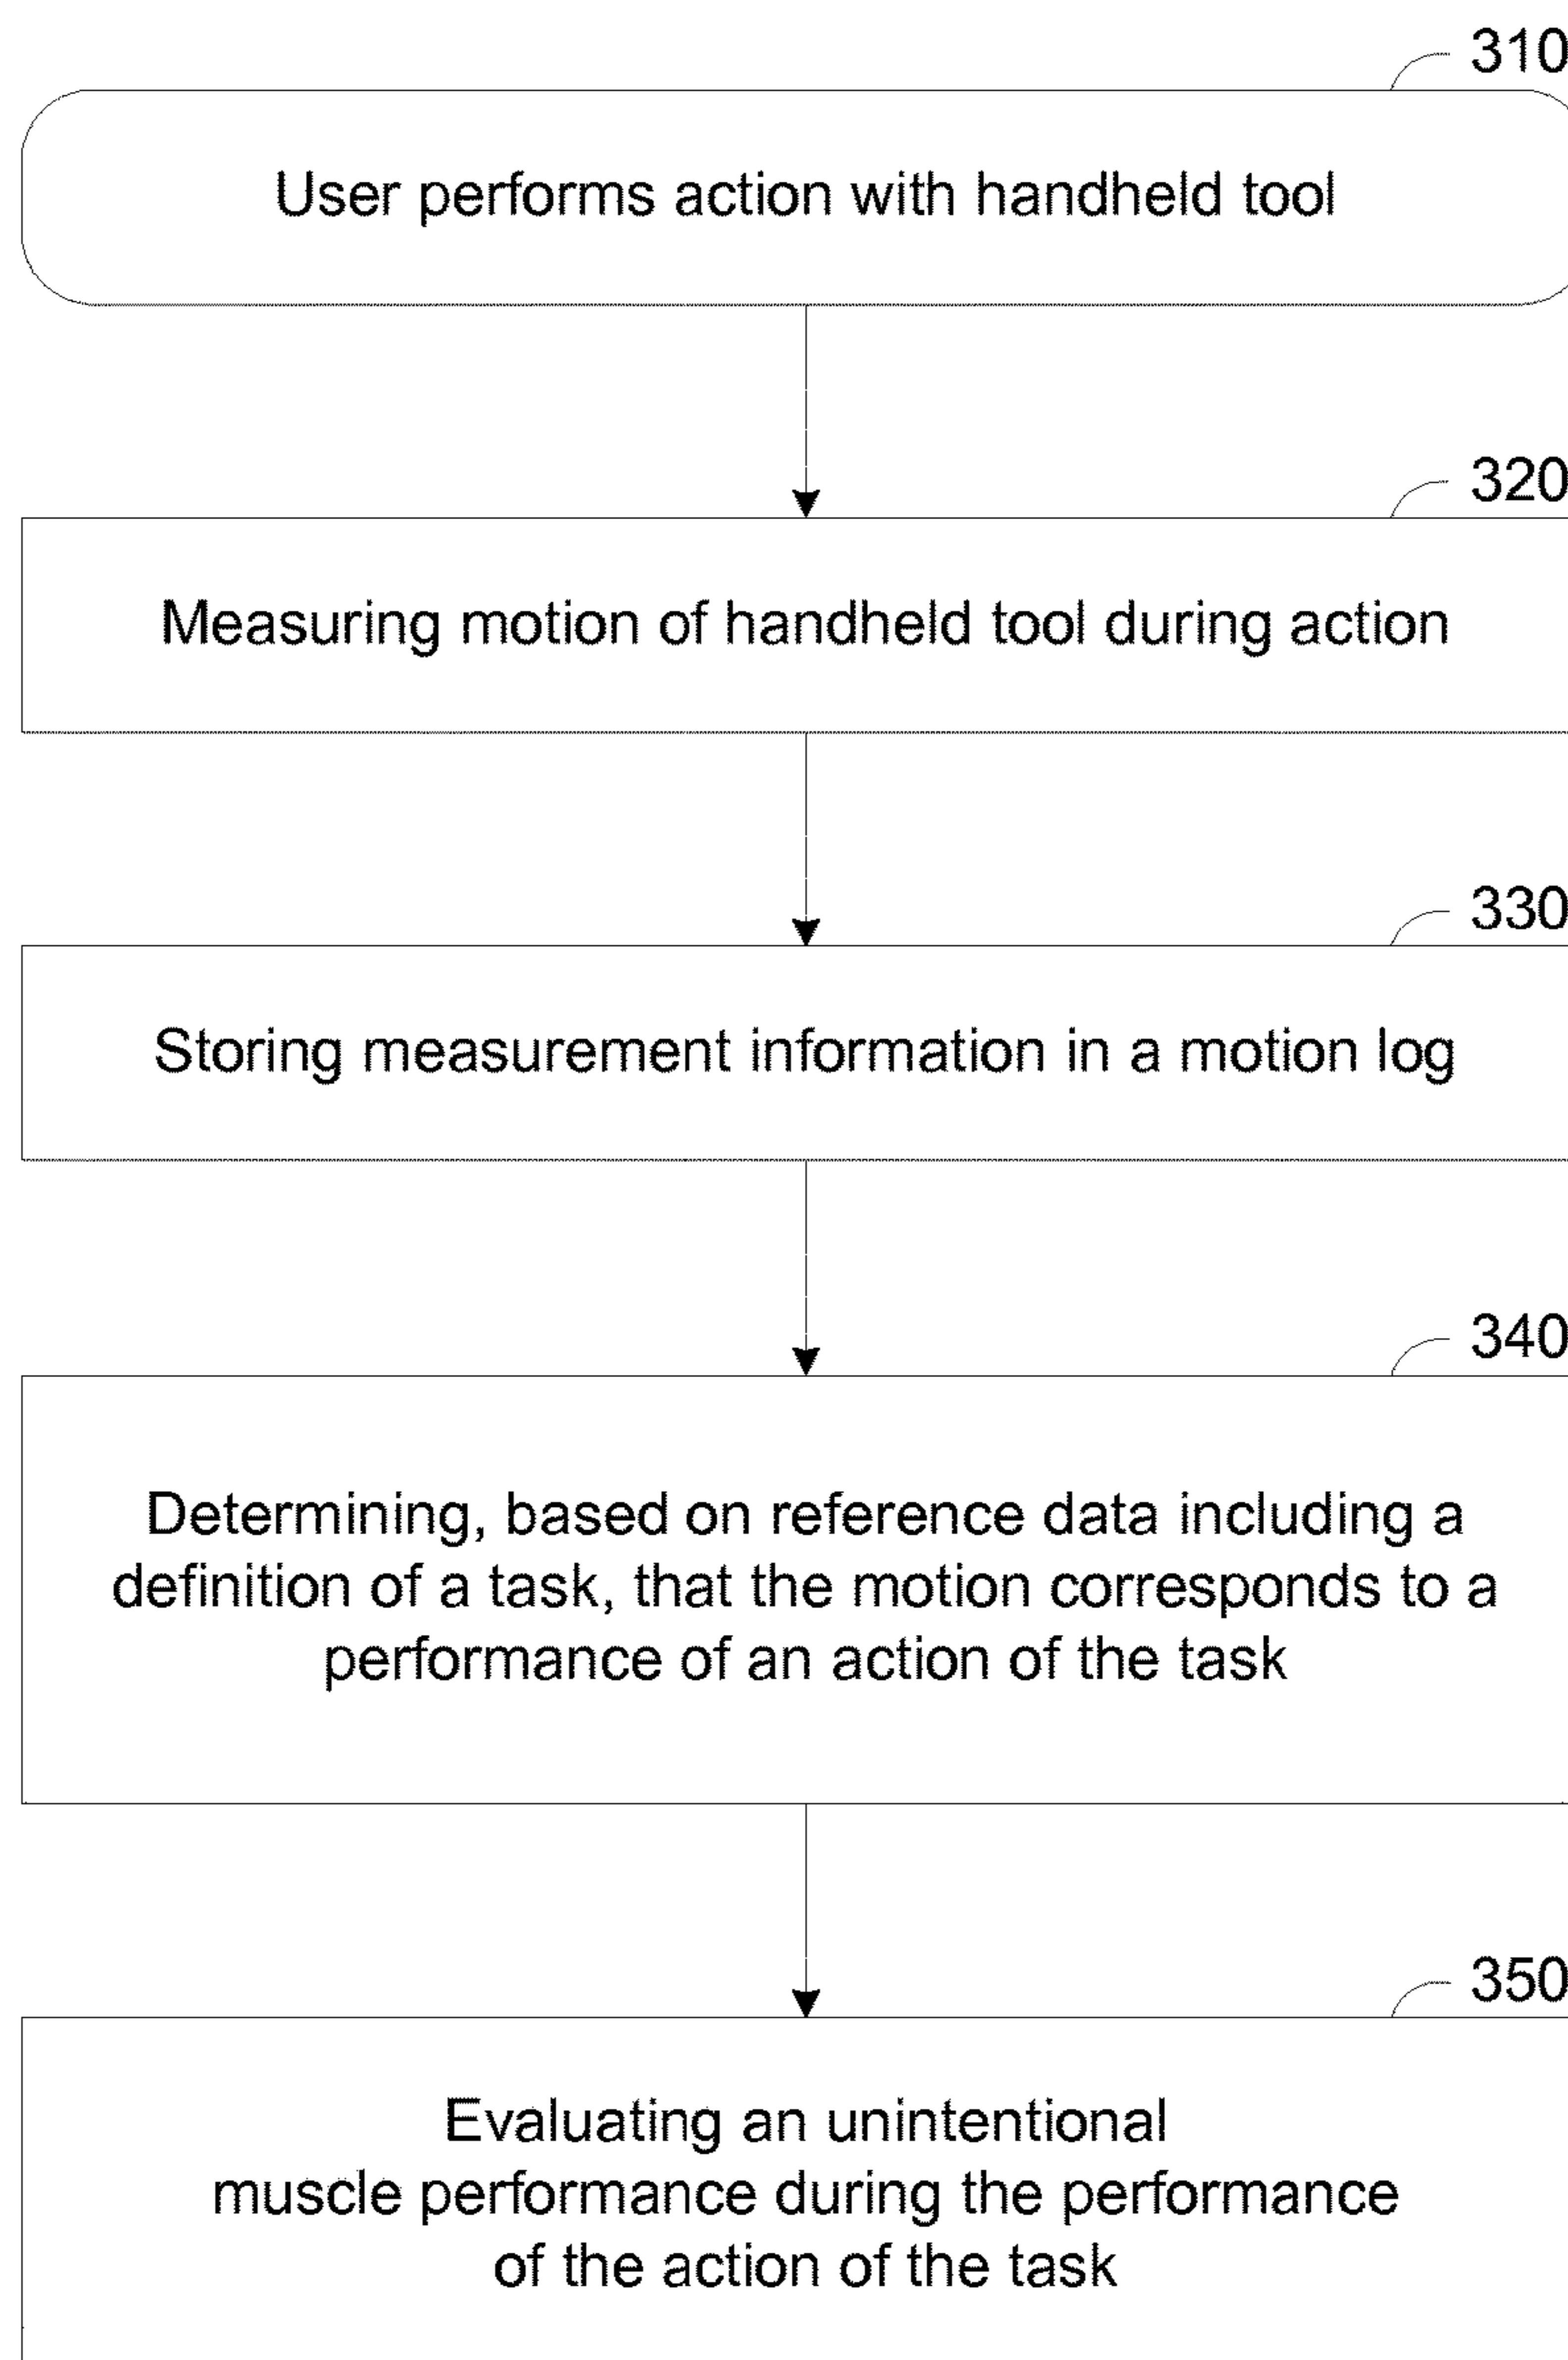 310
User performs action with handheld tool
320
Measuring motion of handheld tool during action
330
Storing measurement information in a motion log
340
Determining, based on reference data including a
definition of a task, that the motion corresponds to a
performance of an action of the task
350
Evaluating an unintentional
muscle performance during the performance
of the action of the task